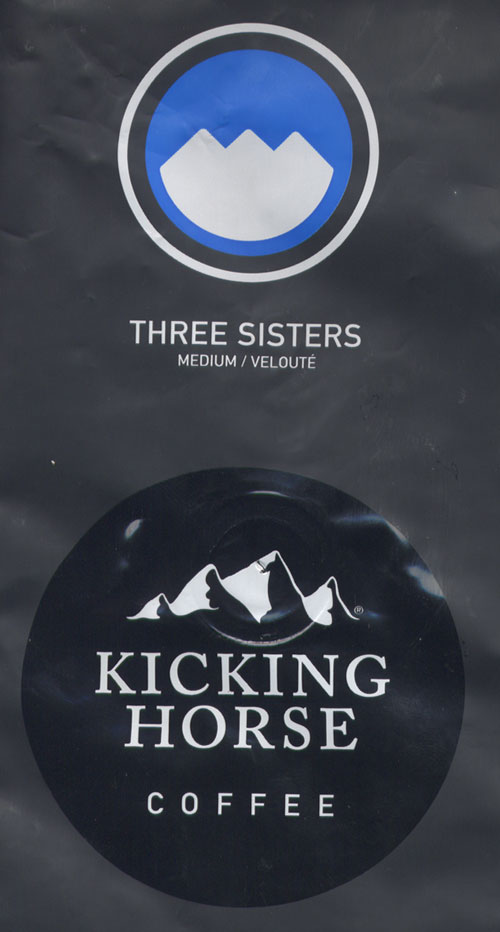 THREE SISTERS
MEDIUM / VELOUTÉ
®
KICKING
HORSE
COFFEE